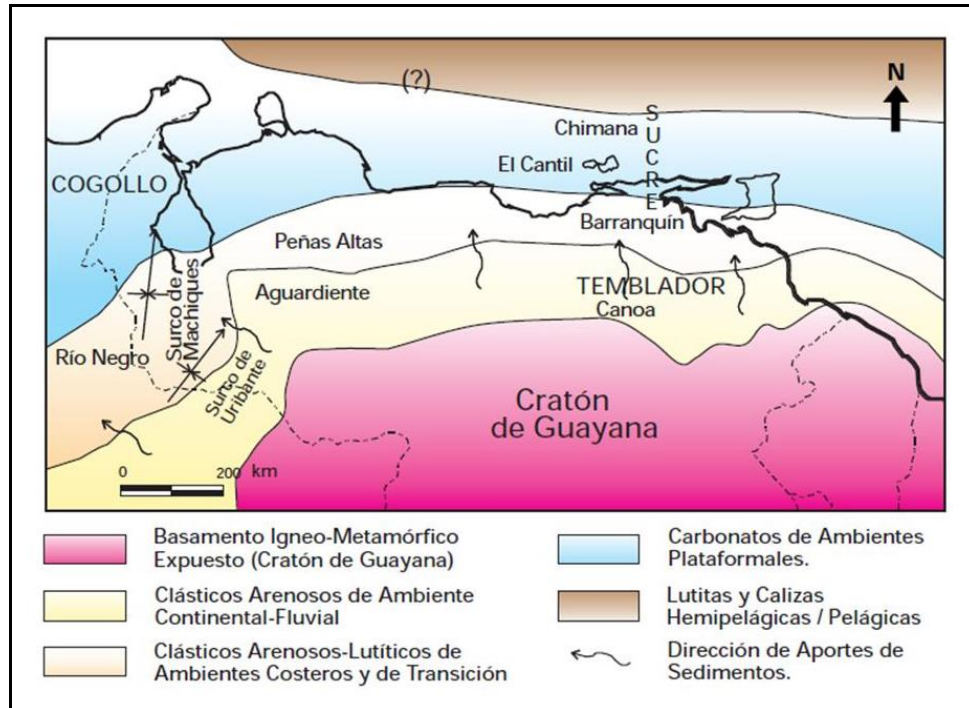 (?)
N
Chimana
SUCRE
El Cantil
COGOLLO
Barranquín
Peñas Altas
Surco de
Machiques
Aguardiente
TEMBLADOR
Canoa
Río Negro
Surco de
Uribante
Cratón
de Guayana
0 200 km
Basamento Igneo-Metamórfico
Expuesto (Cratón de Guayana)
Clásticos Arenosos de Ambiente
Continental-Fluvial
Clásticos Arenosos-Lutíticos de
Ambientes Costeros y de Transición
Carbonatos de Ambientes
Plataformales.
Lutitas y Calizas
Hemipelágicas / Pelágicas
Dirección de Aportes de
Sedimentos.